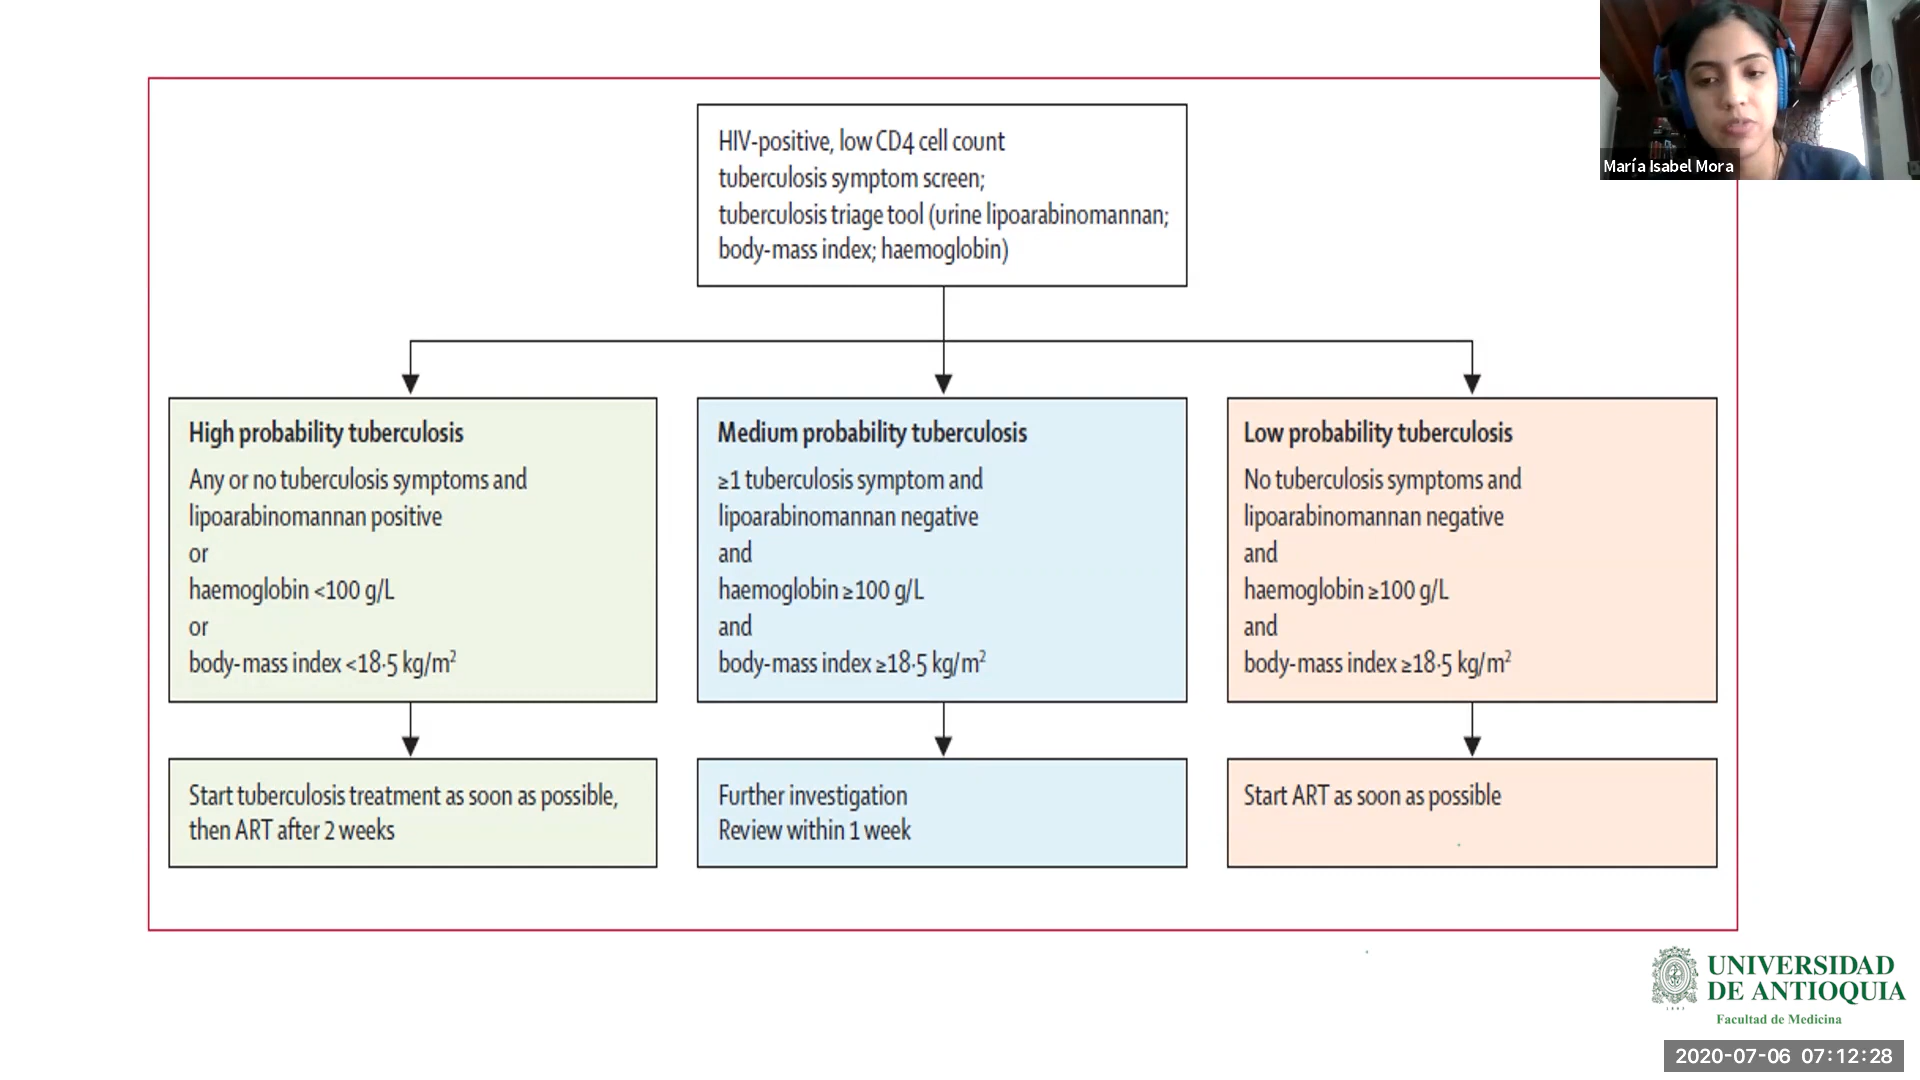 María Isabel Mora
HIV-positive, low CD4 cell count
tuberculosis symptom screen;
tuberculosis triage tool (urine lipoarabinomannan;
body-mass index; haemoglobin)
High probability tuberculosis
Any or no tuberculosis symptoms and
lipoarabinomannan positive
or
haemoglobin <100 g/L
or
body-mass index <18·5 kg/m²
Medium probability tuberculosis
≥1 tuberculosis symptom and
lipoarabinomannan negative
and
haemoglobin ≥100 g/L
and
body-mass index ≥18·5 kg/m²
Low probability tuberculosis
No tuberculosis symptoms and
lipoarabinomannan negative
and
haemoglobin ≥100 g/L
and
body-mass index ≥18·5 kg/m²
Start tuberculosis treatment as soon as possible,
then ART after 2 weeks
Further investigation
Review within 1 week
Start ART as soon as possible
UNIVERSIDAD
DE ANTIOQUIA
Facultad de Medicina
2020-07-06 07:12:28